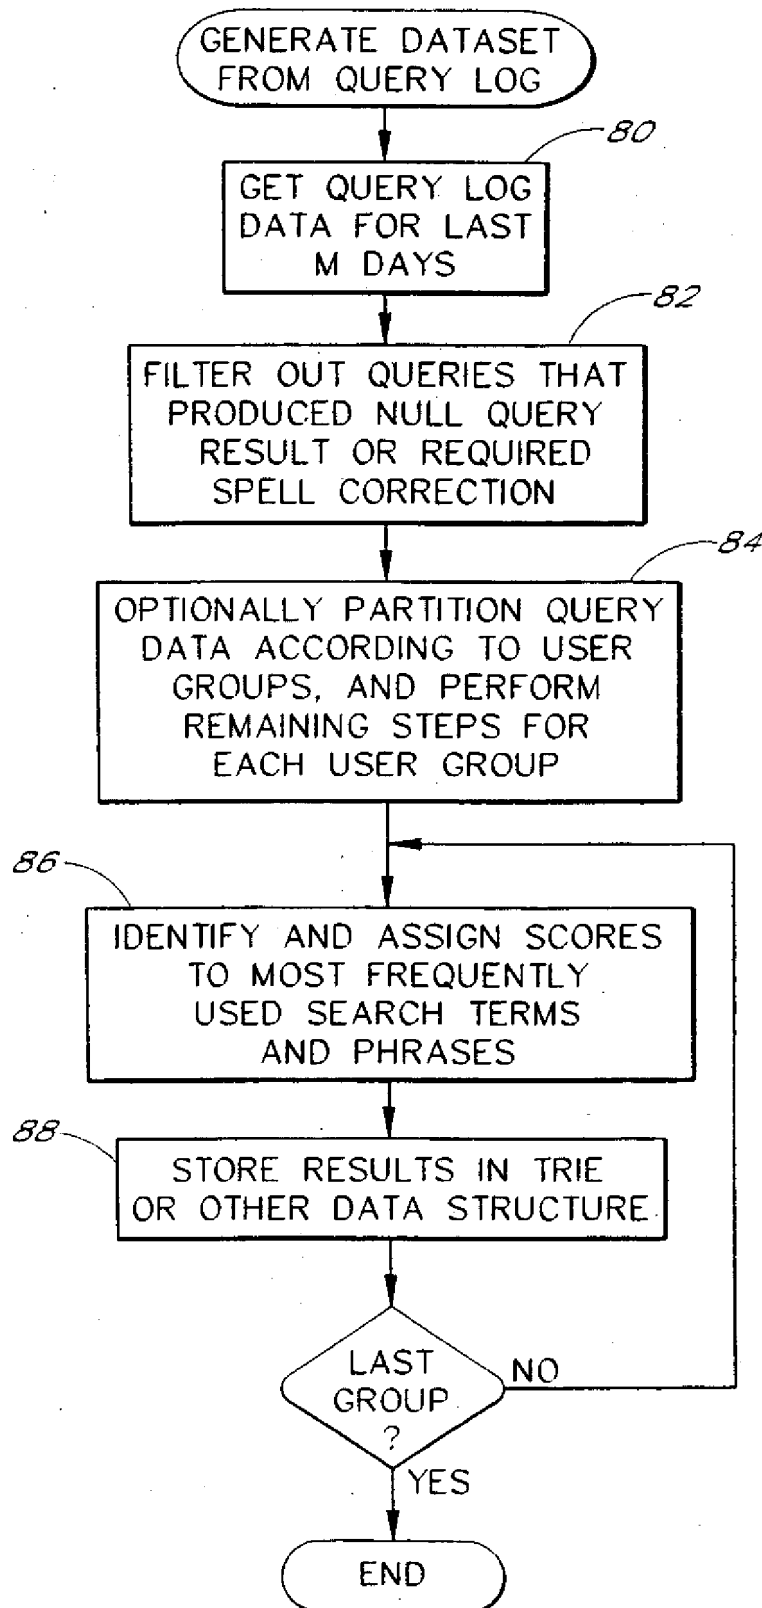 GENERATE DATASET
FROM QUERY LOG
80
GET QUERY LOG
DATA FOR LAST
M DAYS
82
FILTER OUT QUERIES THAT
PRODUCED NULL QUERY
RESULT OR REQUIRED
SPELL CORRECTION
84
OPTIONALLY PARTITION QUERY
DATA ACCORDING TO USER
GROUPS, AND PERFORM
REMAINING STEPS FOR
EACH USER GROUP
86
IDENTIFY AND ASSIGN SCORES
TO MOST FREQUENTLY
USED SEARCH TERMS
AND PHRASES
88
STORE RESULTS IN TRIE
OR OTHER DATA STRUCTURE
LAST
GROUP
?
NO
YES
END